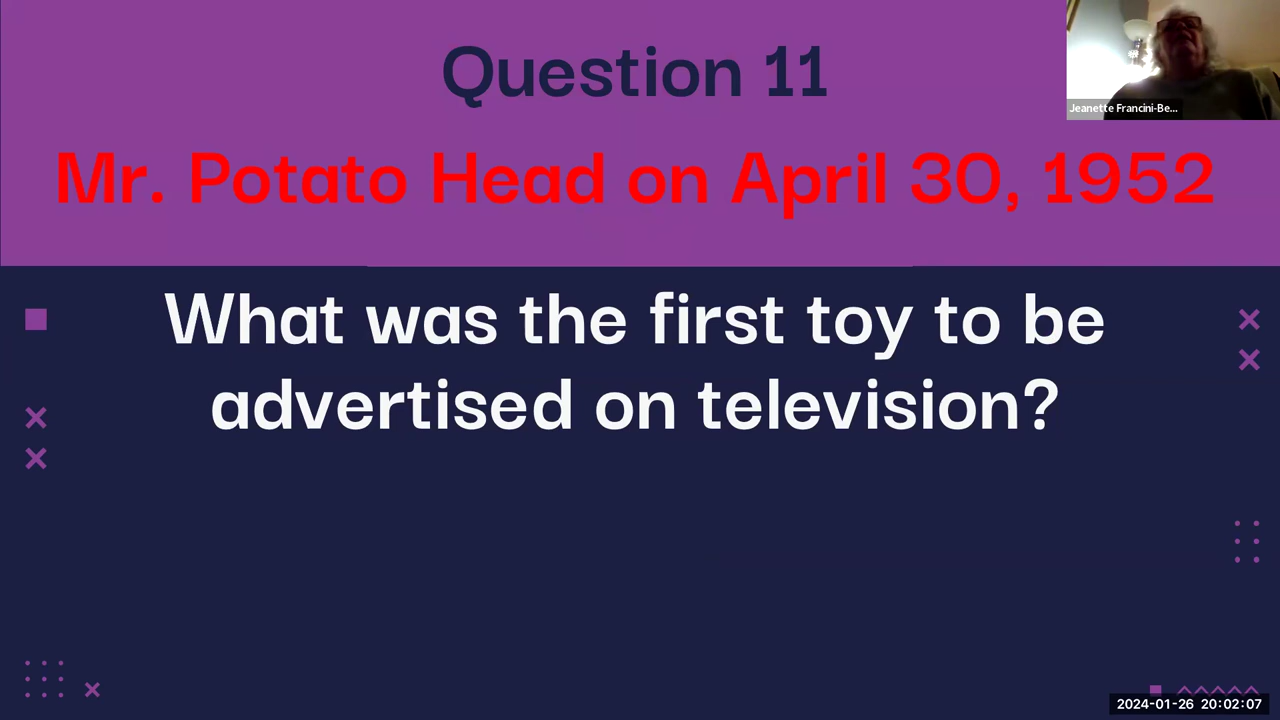 Question 11
Mr. Potato Head on April 30, 1952
What was the first toy to be
advertised on television?
Jeanette Francini-Be...
2024-01-26 20:02:07